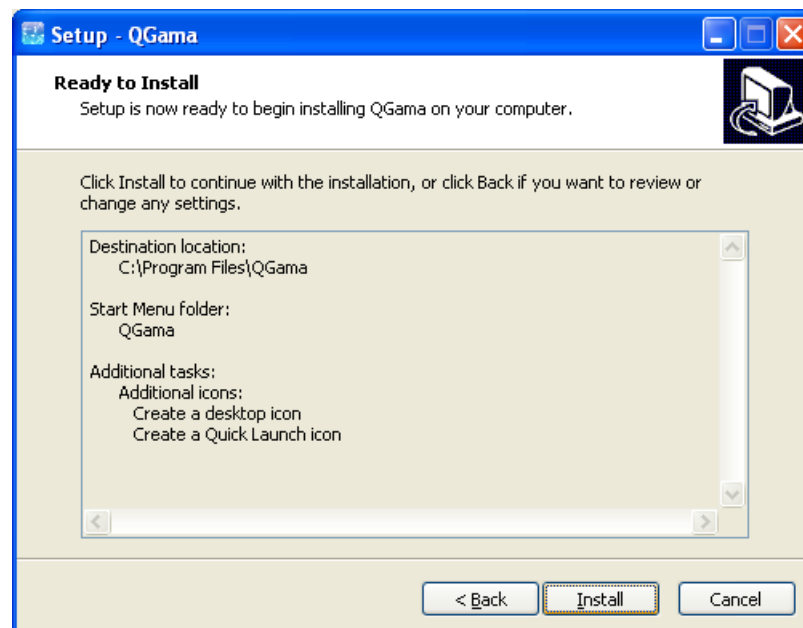 Setup - QGama
Ready to Install
Setup is now ready to begin installing QGama on your computer.
Click Install to continue with the installation, or click Back if you want to review or
change any settings.
Destination location:
C:\Program Files\QGama
Start Menu folder:
QGama
Additional tasks:
Additional icons:
Create a desktop icon
Create a Quick Launch icon
< Back
Install
Cancel